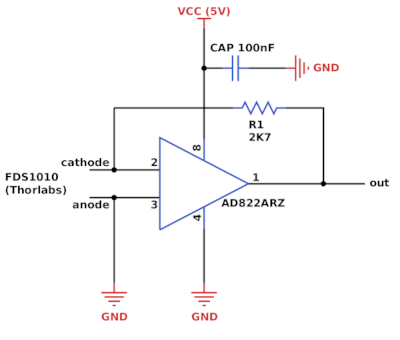 VCC (5V)
CAP 100nF
GND
R1
2K7
8
cathode
2
FDS1010
(Thorlabs)
1
out
anode
3
4
AD822ARZ
GND
GND